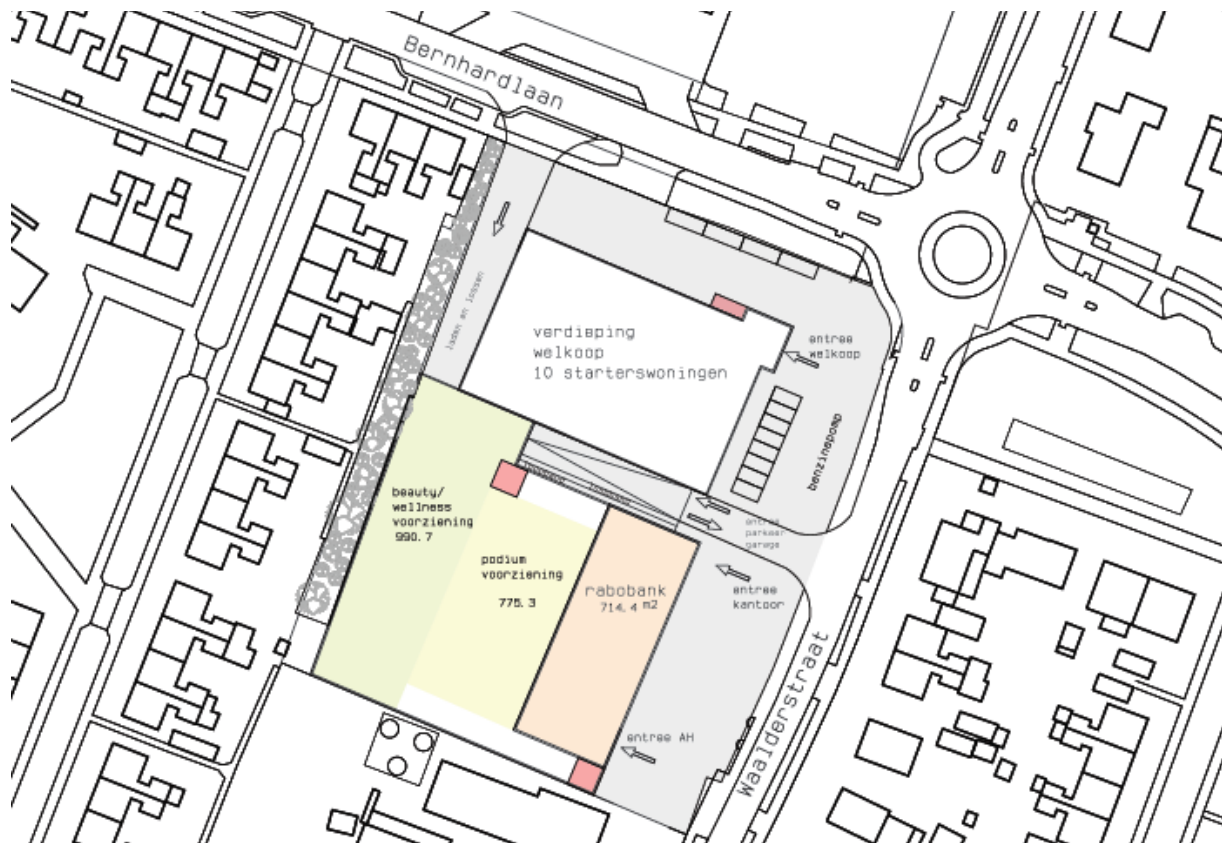 Bernhardlaan
laden en lossen
verdieping
welkoop
10 starterswoningen
entree
welkoop
benzinepomp
beauty/
wellness
voorziening
990.7
podium
voorziening
775.3
rabobank
714.4 m2
entree
parkeer
garage
entree
kantoor
entree AH
Waalderstraat